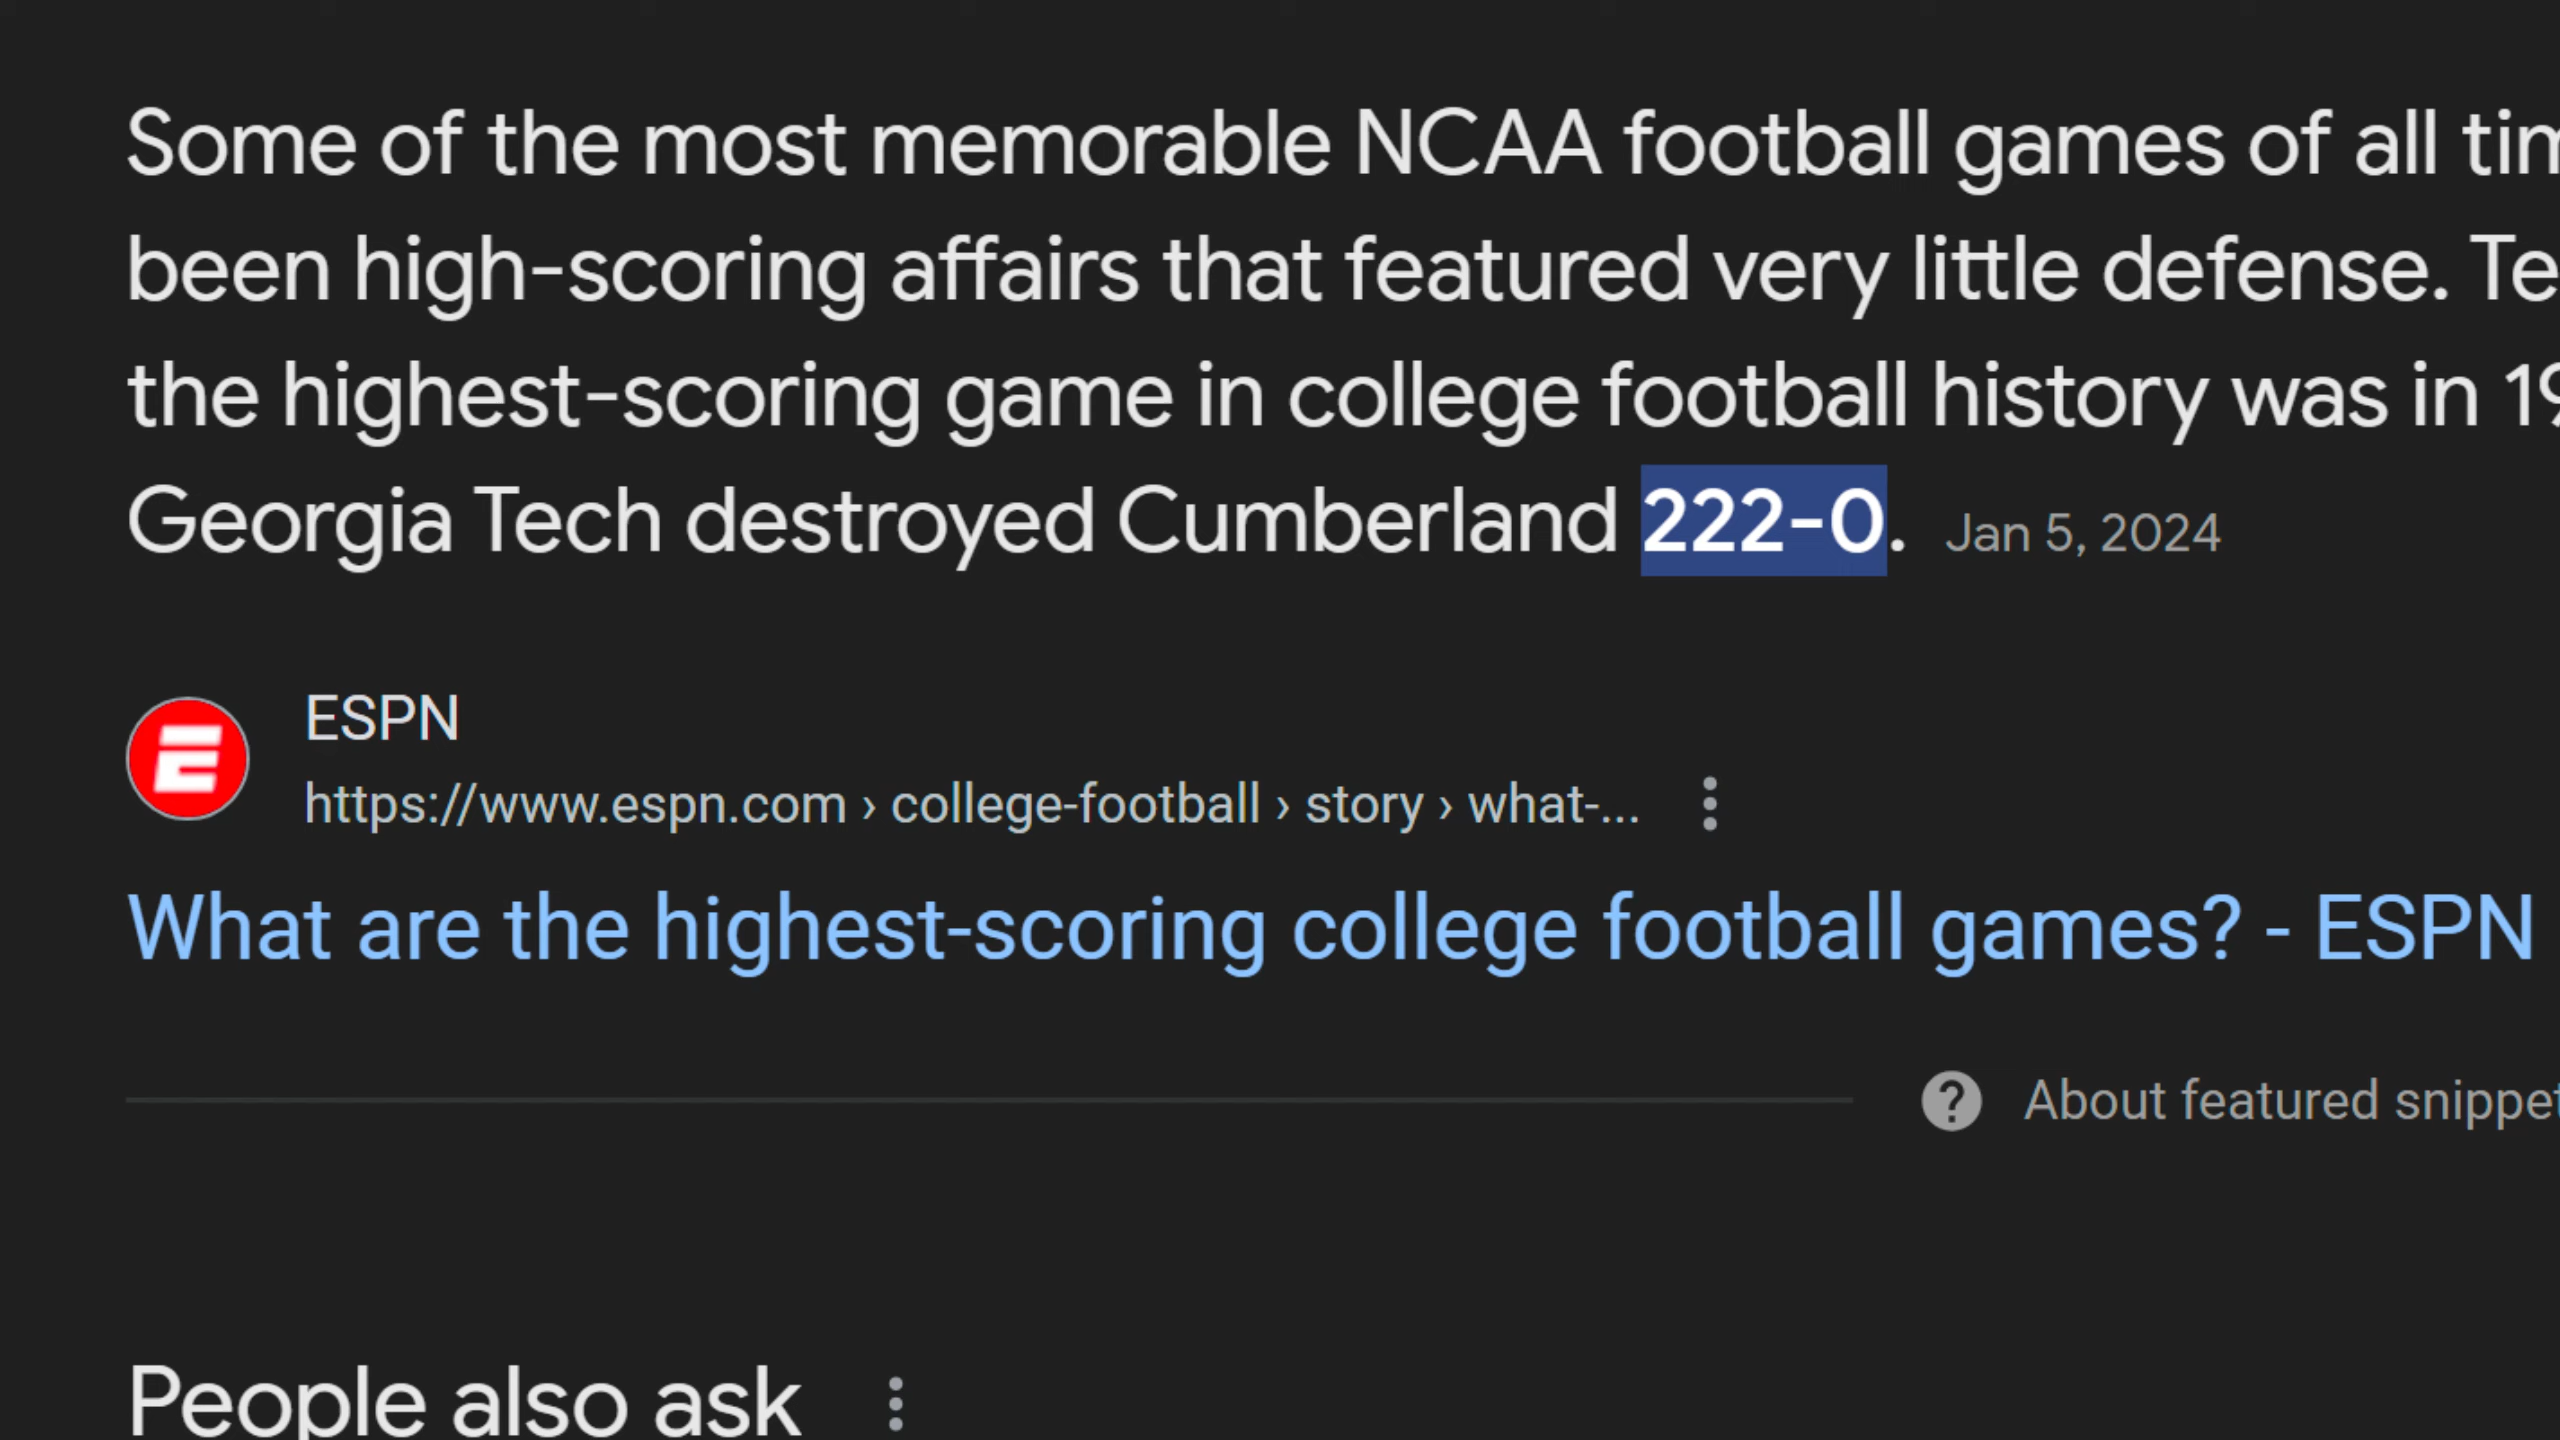 Some of the most memorable NCAA football games of all tim
been high-scoring affairs that featured very little defense. Te
the highest-scoring game in college football history was in 19
Georgia Tech destroyed Cumberland 222-0. Jan 5, 2024
ESPN
https://www.espn.com › college-football › story › what-...
What are the highest-scoring college football games? - ESPN
About featured snippet
People also ask